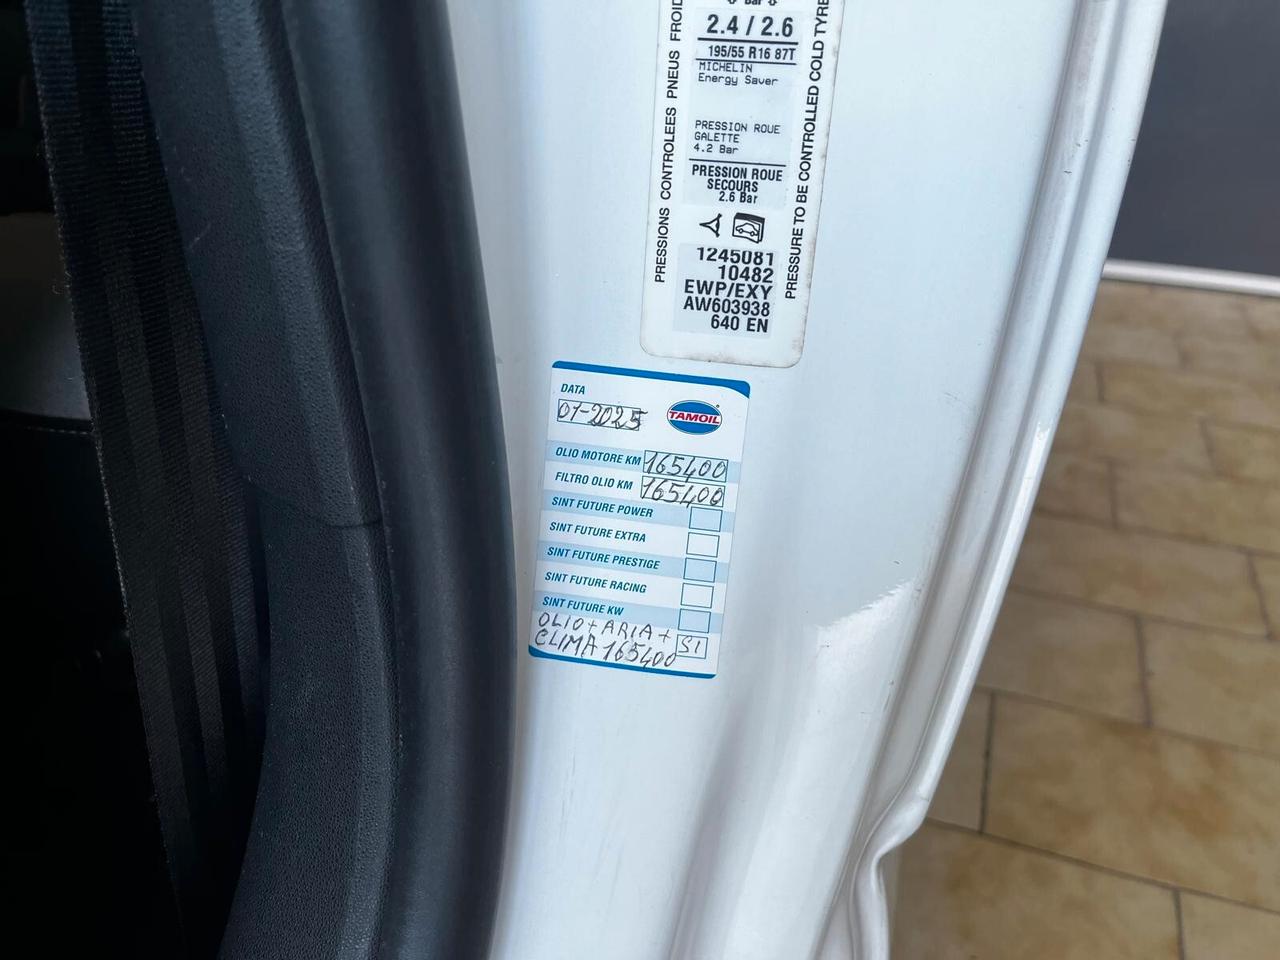 Bar
2.4 / 2.6
195/55 R16 87T
MICHELIN
Energy Saver
PRESSION ROUE
GALETTE
4.2 Bar
PRESSION ROUE
SECOURS
2.6 Bar
1245081
10482
EWP/EXY
AW603938
640 EN
PRESSIONS CONTROLEES PNEUS FROID
PRESSURE TO BE CONTROLLED COLD TYRE
DATA
01-2025
TAMOIL
OLIO MOTORE KM 165400
FILTRO OLIO KM 165400
SINT FUTURE POWER
SINT FUTURE EXTRA
SINT FUTURE PRESTIGE
SINT FUTURE RACING
SINT FUTURE KW
OLIO+ARIA+
CLIMA 165400 SI